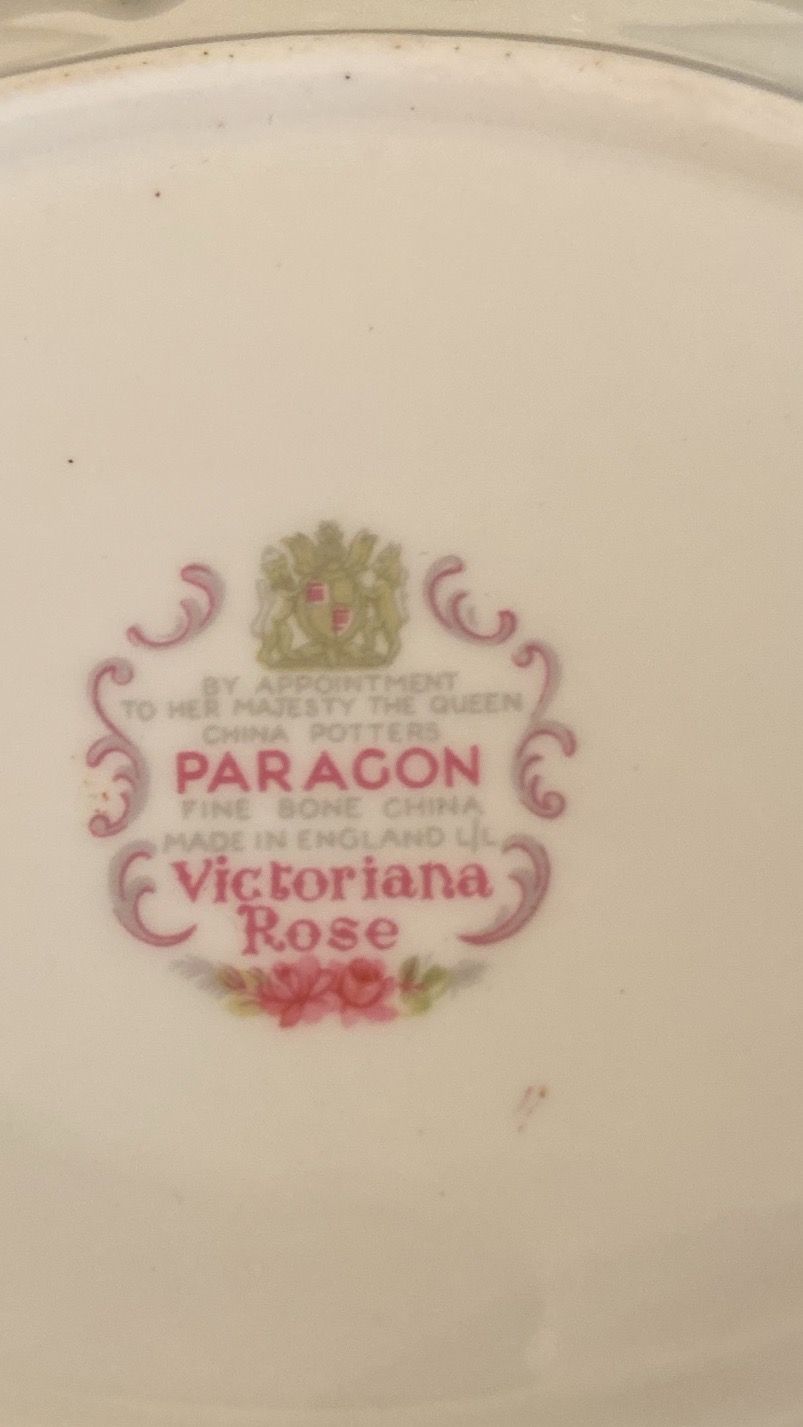 BY APPOINTMENT
TO HER MAJESTY THE QUEEN
CHINA POTTERS
PARAGON
FINE BONE CHINA
MADE IN ENGLAND L/L
Victoriana
Rose